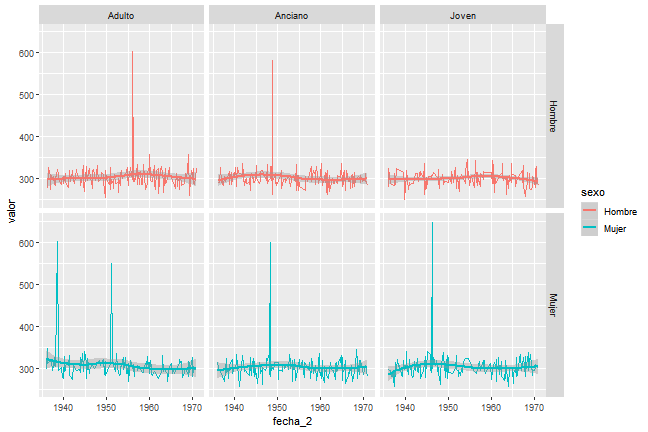 Adulto Anciano Joven
600
500
400
300
Hombre
600
500
400
300
Mujer
valor
1940 1950 1960 1970 1940 1950 1960 1970 1940 1950 1960 1970
fecha_2
sexo
Hombre
Mujer